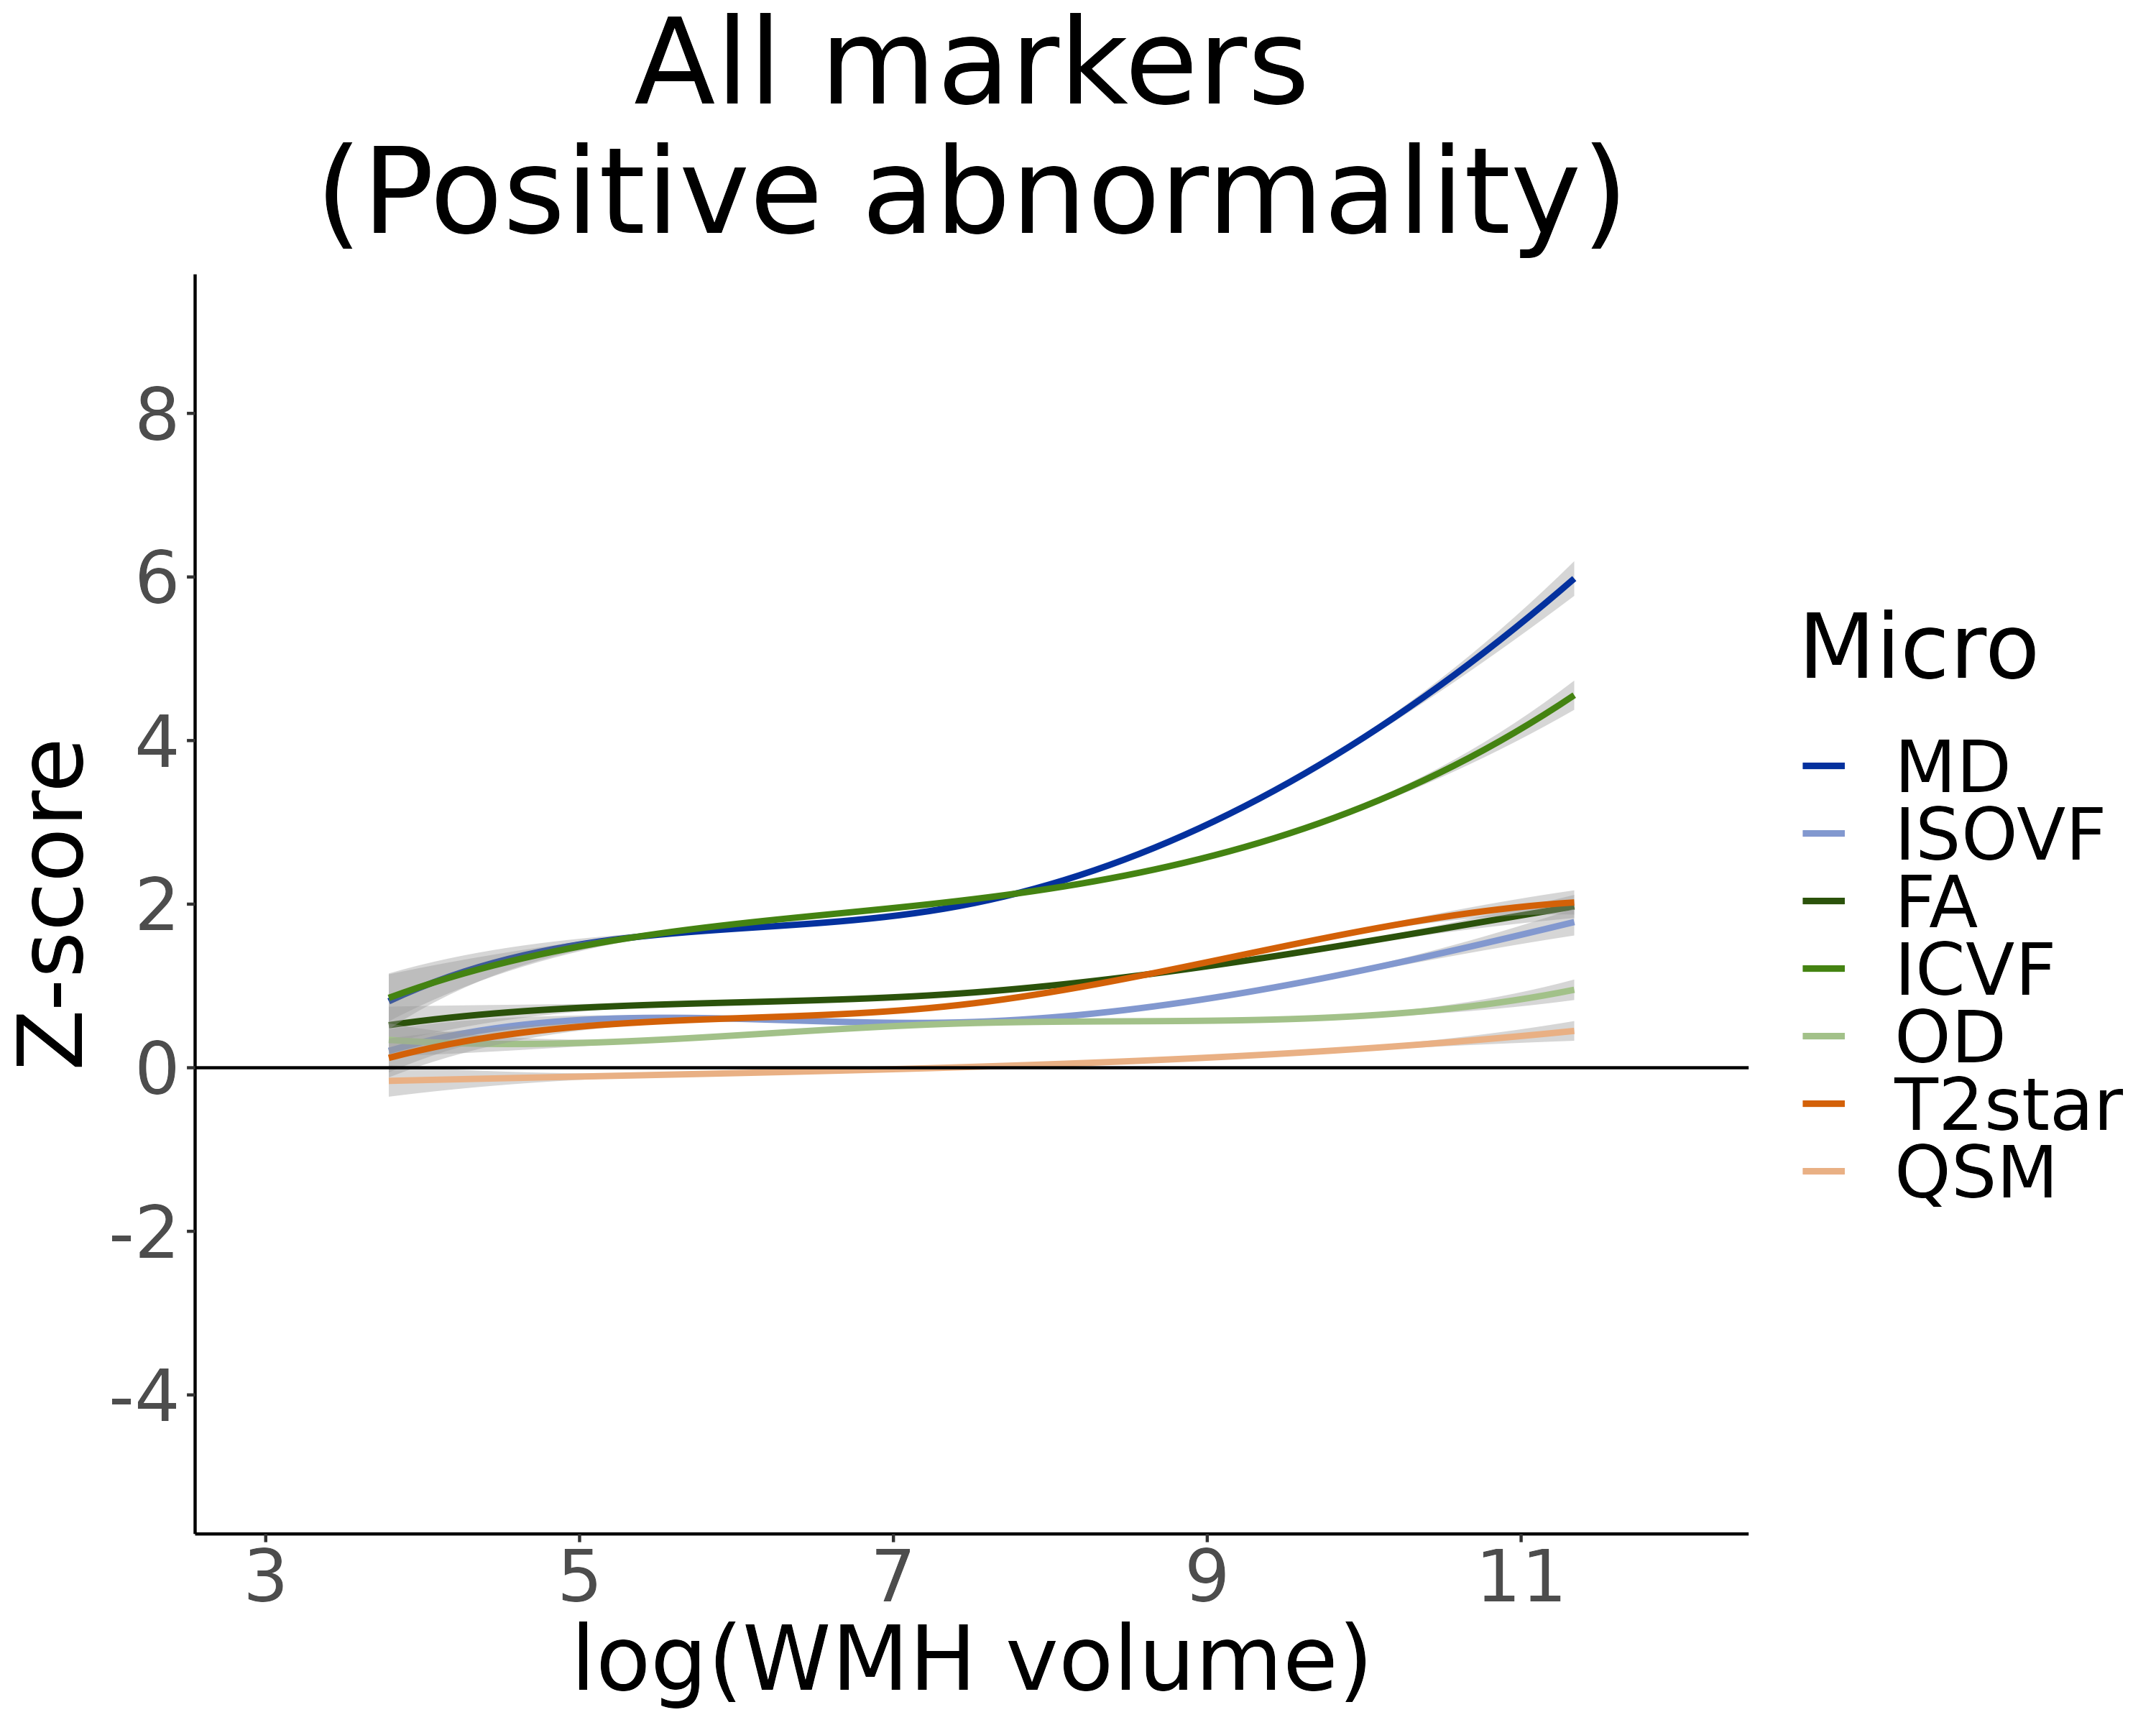 All markers
(Positive abnormality)
Z-score
8
6
4
2
0
-2
-4
3 5 7 9 11
log(WMH volume)
Micro
MD
ISOVF
FA
ICVF
OD
T2star
QSM